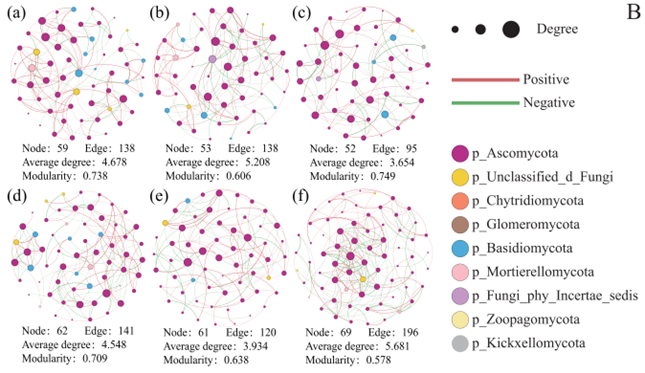 (a)
(b)
(c)
B
Degree
Positive
Negative
Node: 59 Edge: 138
Average degree: 4.678
Modularity: 0.738
Node: 53 Edge: 138
Average degree: 5.208
Modularity: 0.606
Node: 52 Edge: 95
Average degree: 3.654
Modularity: 0.749
p_Ascomycota
p_Unclassified_d_Fungi
p_Chytridiomycota
p_Glomeromycota
p_Basidiomycota
p_Mortierellomycota
p_Fungi_phy_Incertae_sedis
p_Zoopagomycota
p_Kickxellomycota
(d)
(e)
(f)
Node: 62 Edge: 141
Average degree: 4.548
Modularity: 0.709
Node: 61 Edge: 120
Average degree: 3.934
Modularity: 0.638
Node: 69 Edge: 196
Average degree: 5.681
Modularity: 0.578